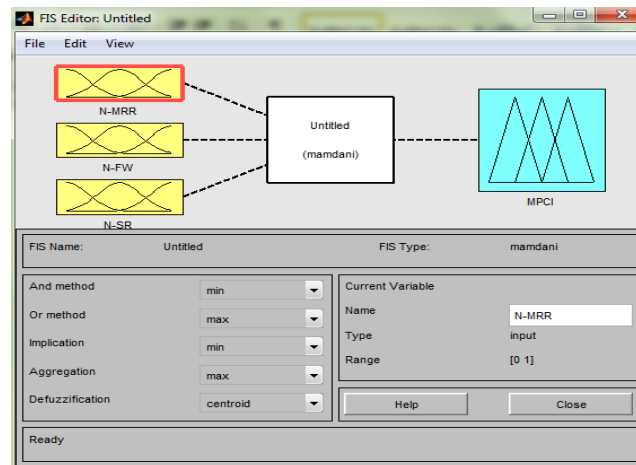 FIS Editor: Untitled
File Edit View
N-MRR
N-FW
N-SR
Untitled
(mamdani)
MPCI
FIS Name: Untitled FIS Type: mamdani
And method min
Or method max
Implication min
Aggregation max
Defuzzification centroid
Current Variable
Name N-MRR
Type input
Range [0 1]
Help Close
Ready